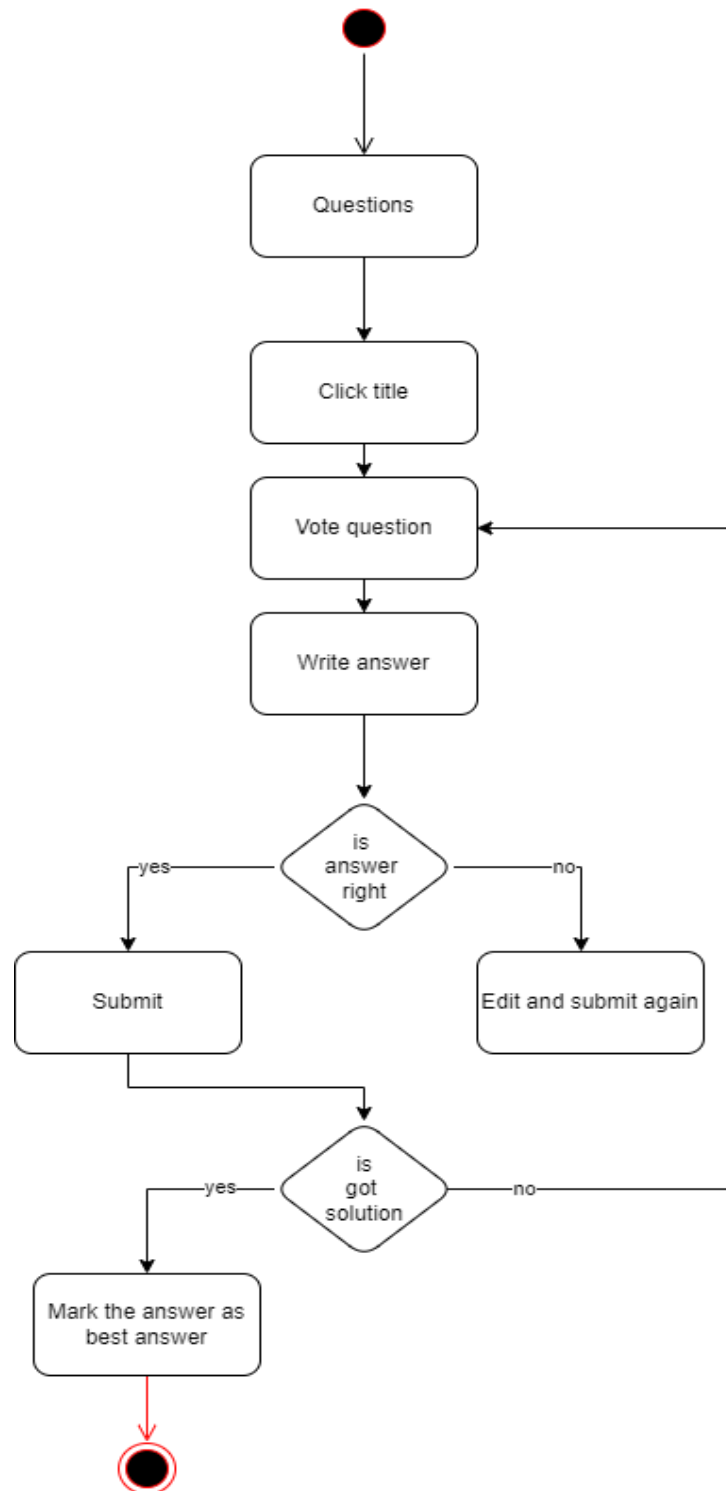 Questions
Click title
Vote question
Write answer
is
answer
right
yes
no
Submit
Edit and submit again
is
got
solution
yes
no
Mark the answer as
best answer